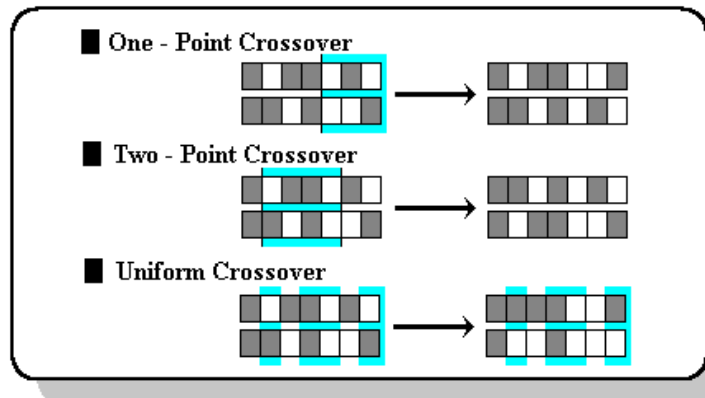 One - Point Crossover
Two - Point Crossover
Uniform Crossover